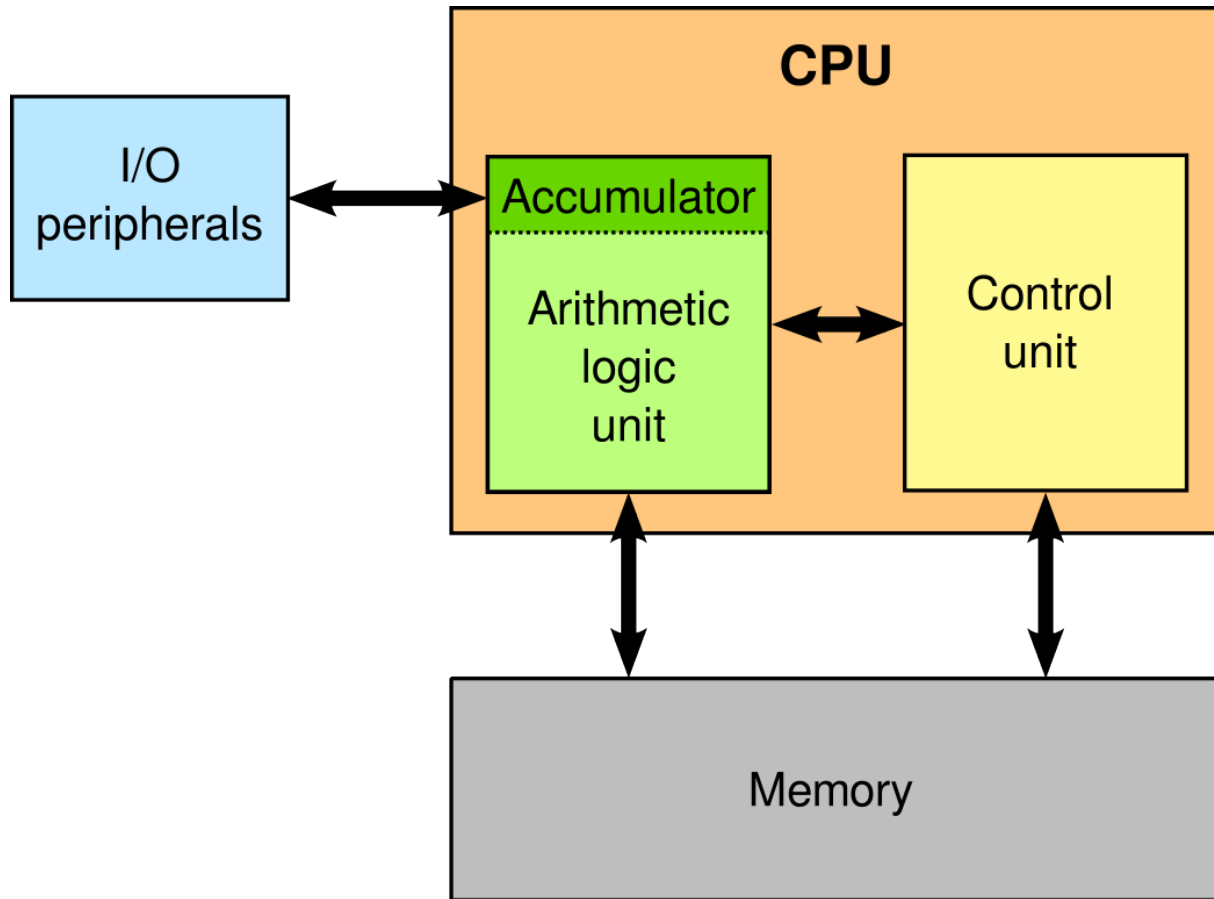 CPU
I/O
peripherals
Accumulator
Arithmetic
logic
unit
Control
unit
Memory